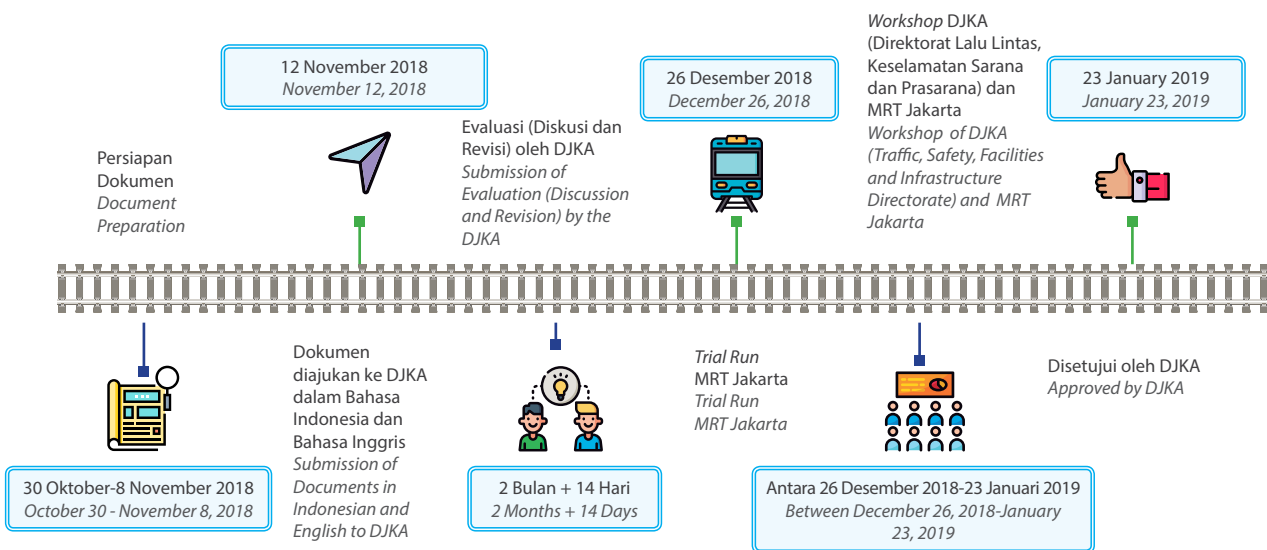 Persiapan
Dokumen
Document
Preparation
30 Oktober-8 November 2018
October 30 - November 8, 2018
12 November 2018
November 12, 2018
Dokumen
diajukan ke DJKA
dalam Bahasa
Indonesia dan
Bahasa Inggris
Submission of
Documents in
Indonesian and
English to DJKA
Evaluasi (Diskusi dan
Revisi) oleh DJKA
Submission of
Evaluation (Discussion
and Revision) by the
DJKA
2 Bulan + 14 Hari
2 Months + 14 Days
26 Desember 2018
December 26, 2018
Trial Run
MRT Jakarta
Trial Run
MRT Jakarta
Workshop DJKA
(Direktorat Lalu Lintas,
Keselamatan Sarana
dan Prasarana) dan
MRT Jakarta
Workshop of DJKA
(Traffic, Safety, Facilities
and Infrastructure
Directorate) and MRT
Jakarta
Antara 26 Desember 2018-23 Januari 2019
Between December 26, 2018-January
23, 2019
23 January 2019
January 23, 2019
Disetujui oleh DJKA
Approved by DJKA